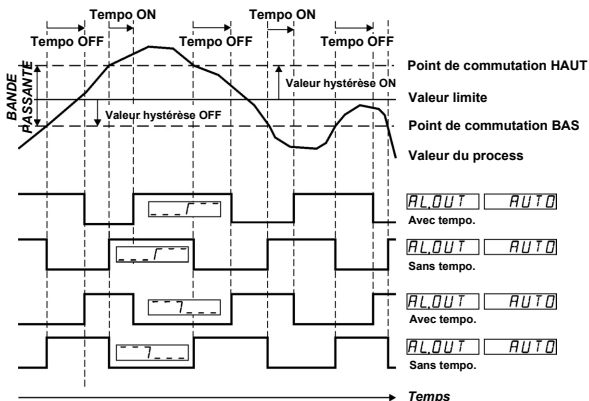 Tempo ON Tempo ON
Tempo OFF Tempo OFF Tempo OFF
BANDE PASSANTE
Point de commutation HAUT
Valeur hystérèse ON
Valeur limite
Valeur hystérèse OFF
Point de commutation BAS
Valeur du process
AL.OUT AUTO
Avec tempo.
AL.OUT AUTO
Sans tempo.
AL.OUT AUTO
Avec tempo.
AL.OUT AUTO
Sans tempo.
Temps